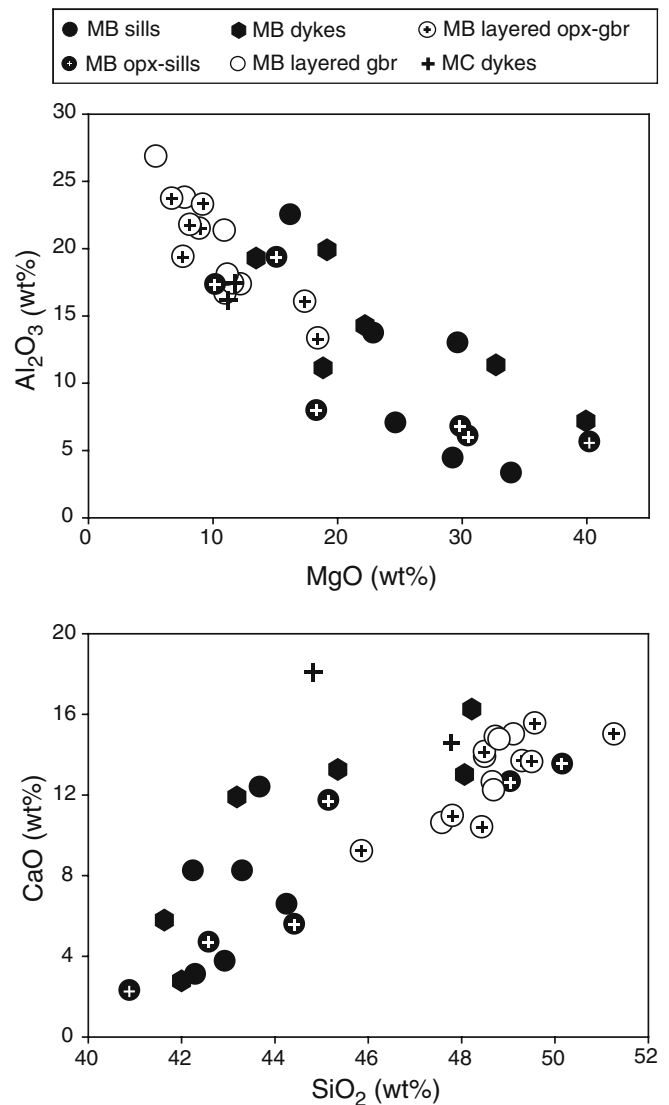 MB sills MB dykes MB layered opx-gbr
MB opx-sills MB layered gbr MC dykes
30
25
20
15
10
5
0
Al2O3 (wt%)
0 10 20 30 40
MgO (wt%)
20
16
12
8
4
0
CaO (wt%)
40 42 44 46 48 50 52
SiO2 (wt%)